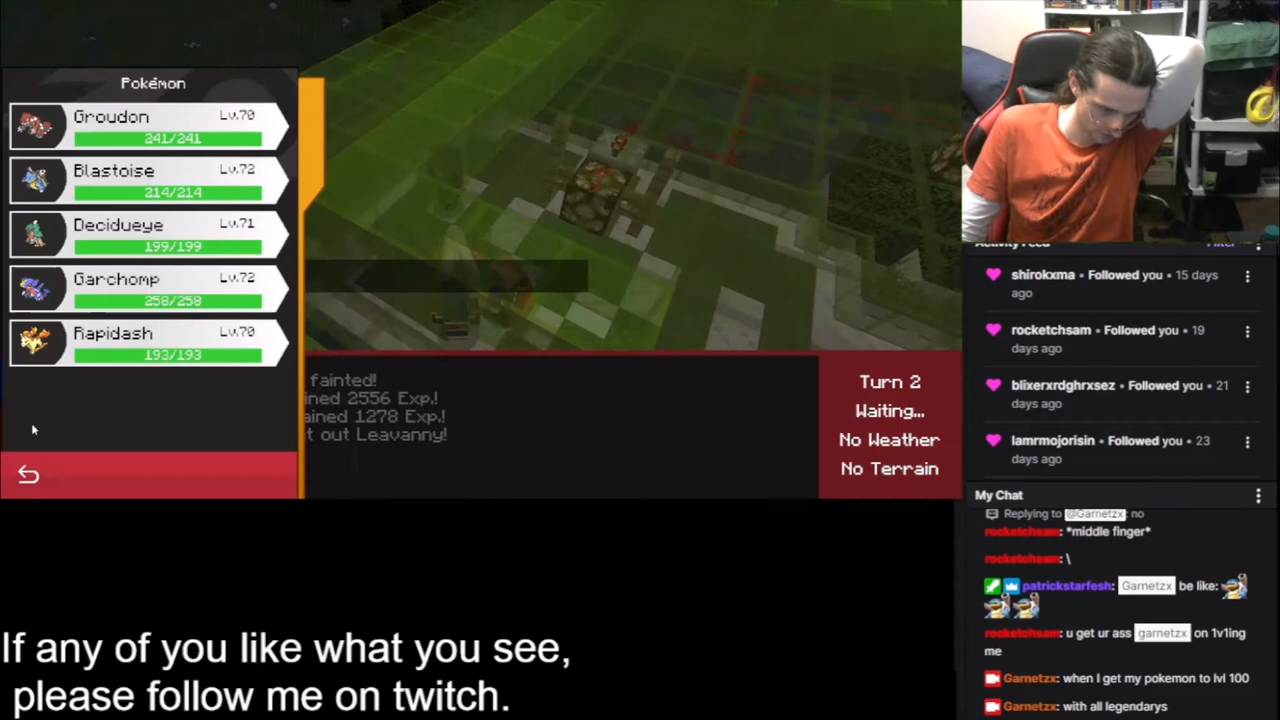 Pokémon
Groudon Lv.70
241/241
Blastoise Lv.72
214/214
Decidueye Lv.71
199/199
Garchomp Lv.72
258/258
Rapidash Lv.70
193/193
fainted!
ined 2556 Exp.!
ained 1278 Exp.!
t out Leavanny!
Turn 2
Waiting...
No Weather
No Terrain
If any of you like what you see,
please follow me on twitch.
Activity Feed Filter
shirokxma • Followed you • 15 days
ago
rocketchsam • Followed you • 19
days ago
blixerxrdghrxsez • Followed you • 21
days ago
lamrmojorisin • Followed you • 23
days ago
My Chat
Replying to @Garnetzx: no
rocketchsam: *middle finger*
rocketchsam: \
patrickstarfesh: Garnetzx be like:
rocketchsam: u get ur ass garnetzx on 1v1ing
me
Garnetzx: when I get my pokemon to lvl 100
Garnetzx: with all legendarys